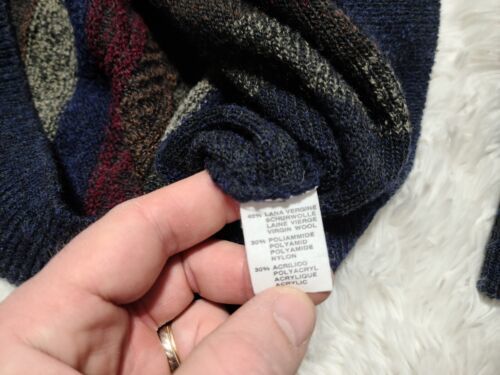 40% LANA VERGINE
SCHURWOLLE
LAINE VIERGE
VIRGIN WOOL
30% POLIAMMIDE
POLYAMID
POLYAMIDE
NYLON
30% ACRILICO
POLYACRYL
ACRYLIQUE
ACRYLIC